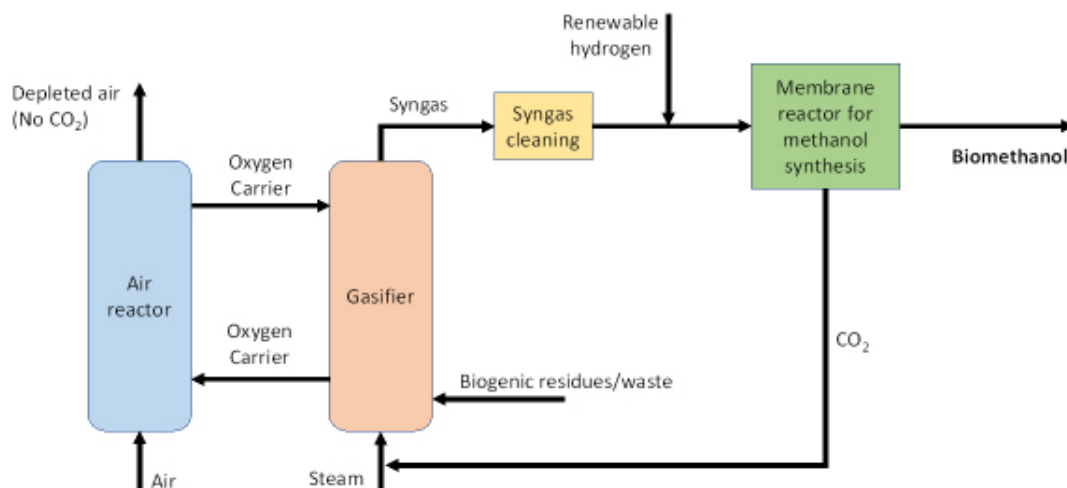 Renewable
hydrogen
Depleted air
(No CO₂)
Syngas
Syngas
cleaning
Membrane
reactor for
methanol
synthesis
Biomethanol
Oxygen
Carrier
Air
reactor
Gasifier
Oxygen
Carrier
CO₂
Biogenic residues/waste
Air
Steam